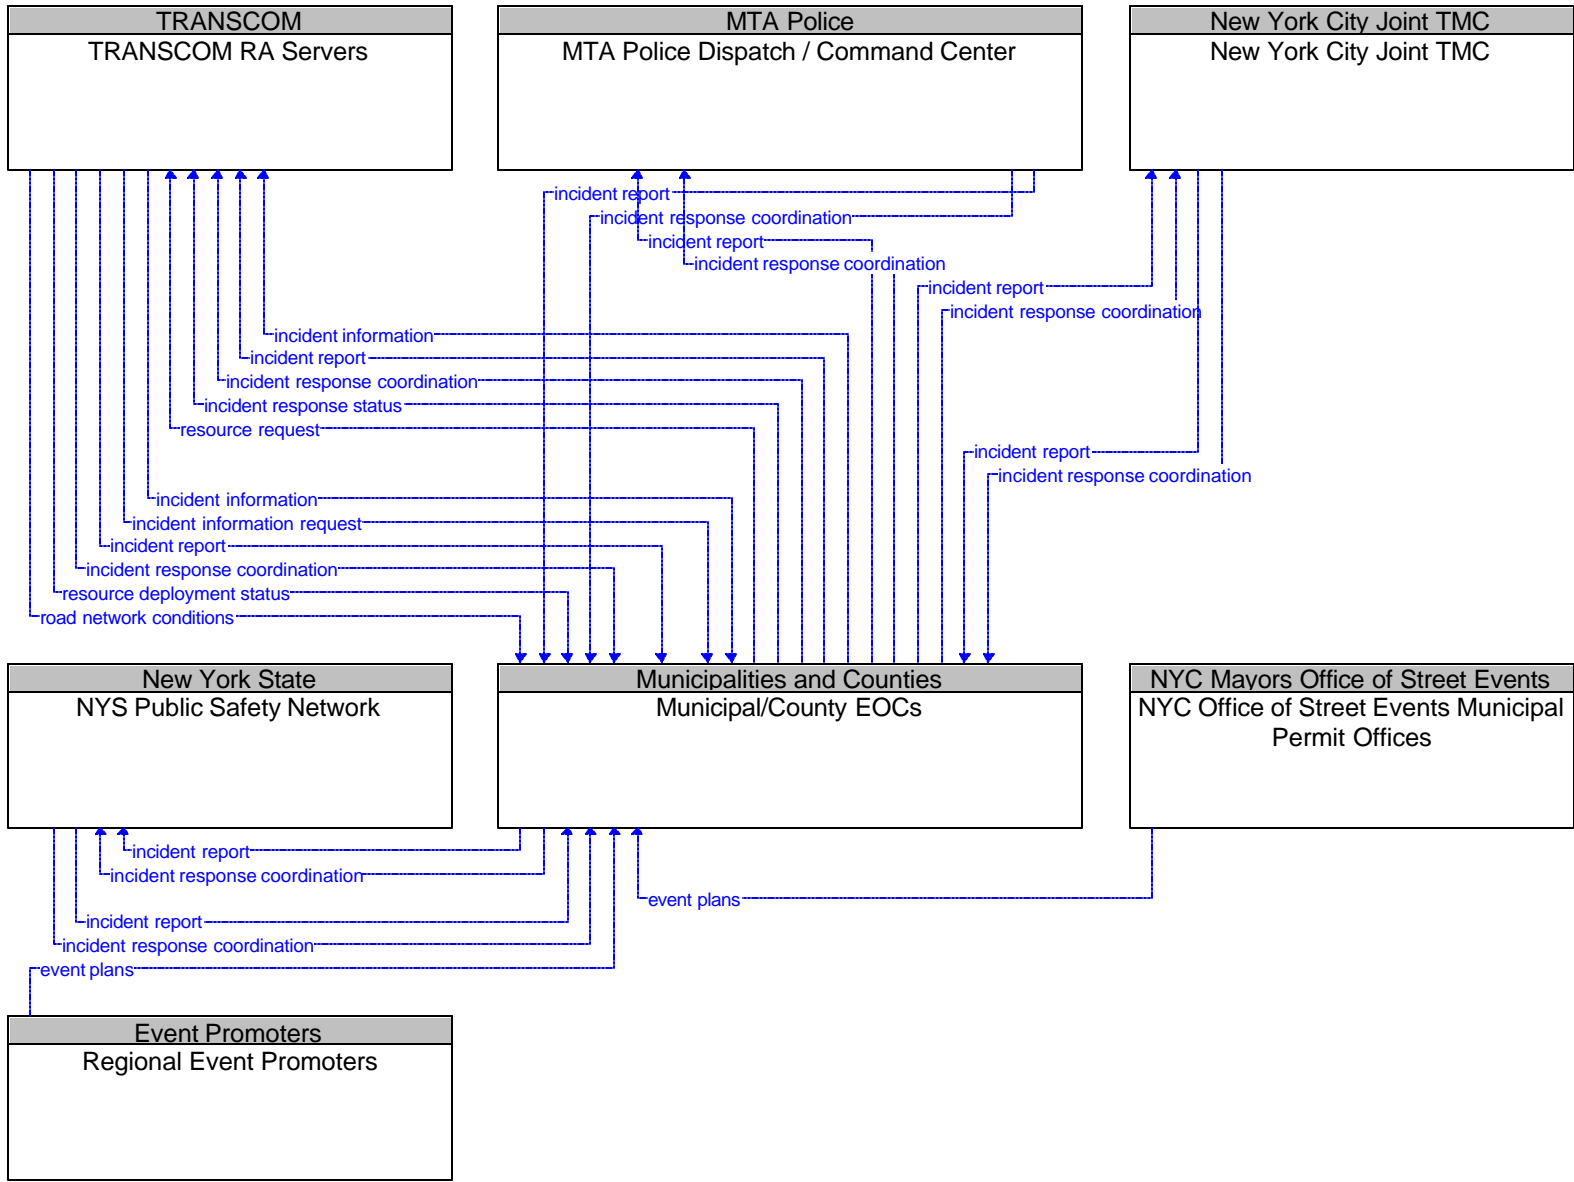 TRANSCOM
TRANSCOM RA Servers
MTA Police
MTA Police Dispatch / Command Center
New York City Joint TMC
New York City Joint TMC
incident report
incident response coordination
incident report
incident response coordination
incident report
incident response coordination
incident information
incident report
incident response coordination
incident response status
resource request
incident report
incident response coordination
incident information
incident information request
incident report
incident response coordination
resource deployment status
road network conditions
New York State
NYS Public Safety Network
Municipalities and Counties
Municipal/County EOCs
NYC Mayors Office of Street Events
NYC Office of Street Events Municipal
Permit Offices
incident report
incident response coordination
event plans
incident report
incident response coordination
event plans
Event Promoters
Regional Event Promoters